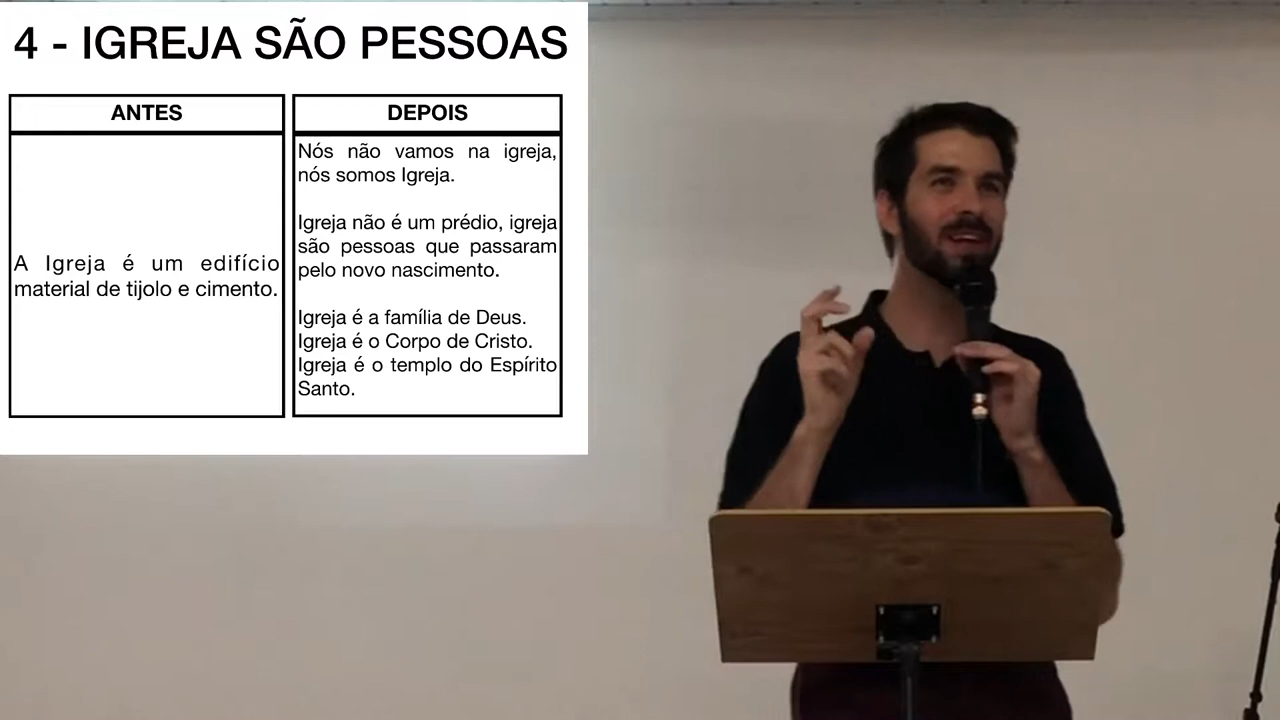 4 - IGREJA SÃO PESSOAS
ANTES
A Igreja é um edifício
material de tijolo e cimento.
DEPOIS
Nós não vamos na igreja,
nós somos Igreja.
Igreja não é um prédio, igreja
são pessoas que passaram
pelo novo nascimento.
Igreja é a família de Deus.
Igreja é o Corpo de Cristo.
Igreja é o templo do Espírito
Santo.